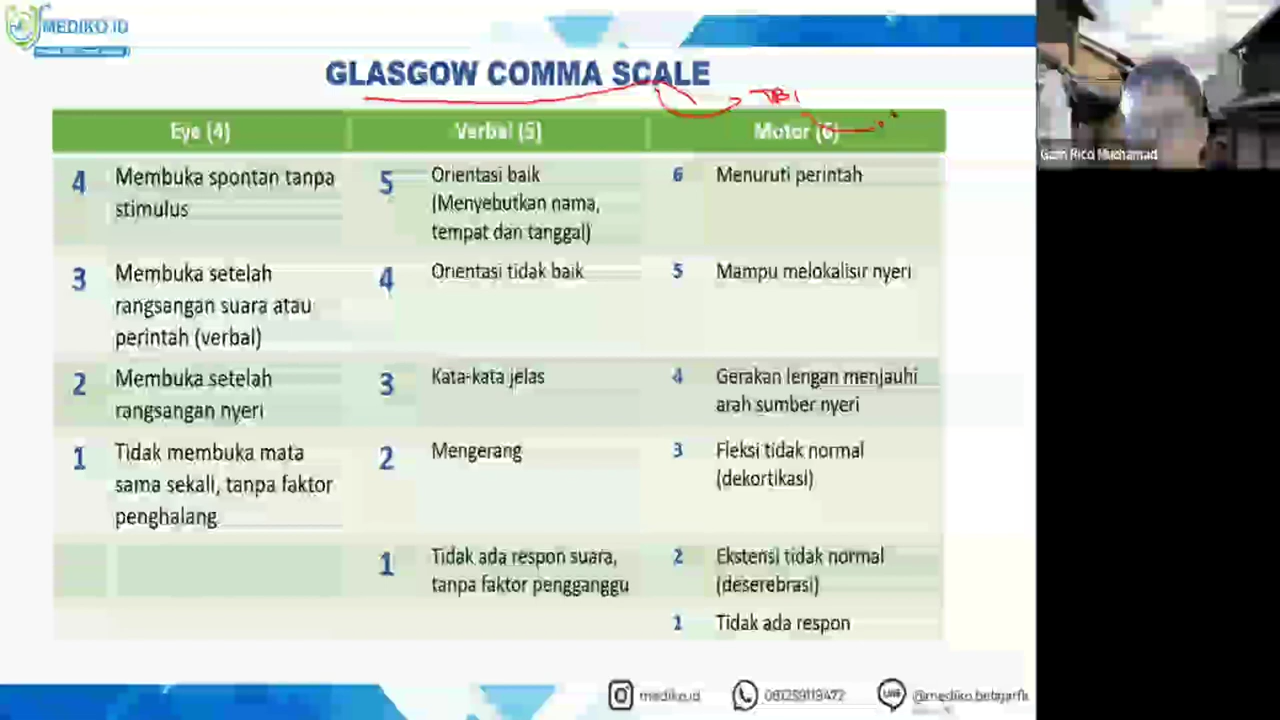 MEDIKO.ID
GLASGOW COMMA SCALE
TBI
Eye (4)
Verbal (5)
Motor (6)
4
Membuka spontan tanpa
stimulus
5
Orientasi baik
(Menyebutkan nama,
tempat dan tanggal)
6
Menuruti perintah
3
Membuka setelah
rangsangan suara atau
perintah (verbal)
4
Orientasi tidak baik
5
Mampu melokalisir nyeri
2
Membuka setelah
rangsangan nyeri
3
Kata-kata jelas
4
Gerakan lengan menjauhi
arah sumber nyeri
1
Tidak membuka mata
sama sekali, tanpa faktor
penghalang
2
Mengerang
3
Fleksi tidak normal
(dekortikasi)
1
Tidak ada respon suara,
tanpa faktor pengganggu
2
Ekstensi tidak normal
(deserebrasi)
1
Tidak ada respon
mediko.id
081259119472
LINE
@mediko.belajarfk
Rico Muchamad